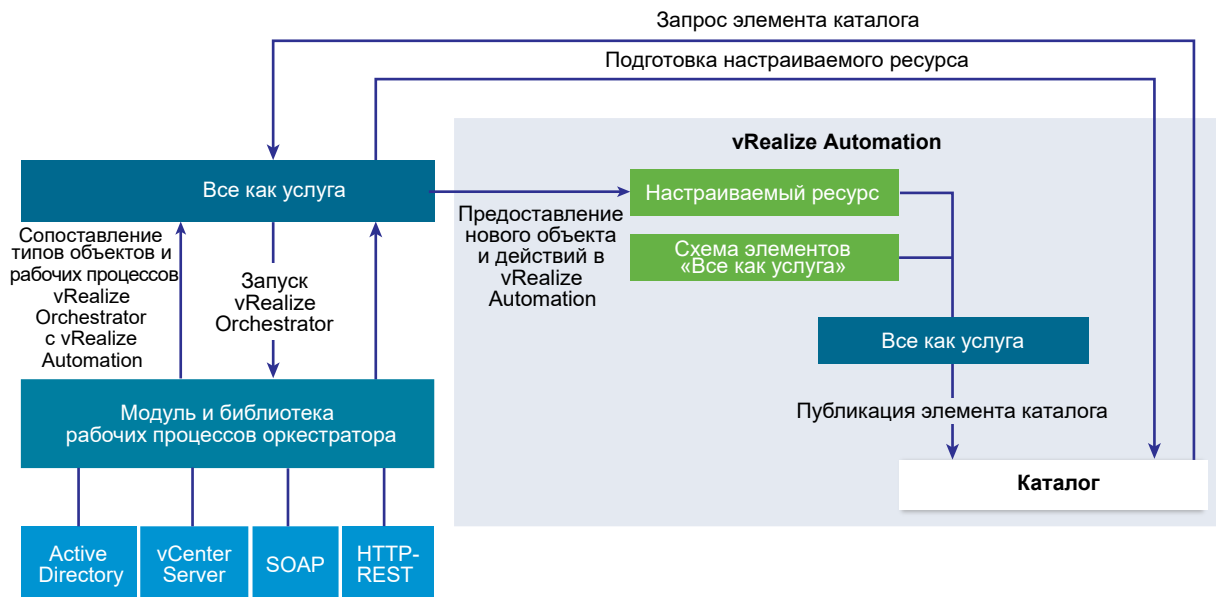 Запрос элемента каталога
Подготовка настраиваемого ресурса
vRealize Automation
Все как услуга
Настраиваемый ресурс
Сопоставление
типов объектов и
рабочих процессов
vRealize
Orchestrator
с vRealize
Automation
Запуск
vRealize
Orchestrator
Предоставление
нового объекта
и действий в
vRealize
Automation
Схема элементов
«Все как услуга»
Все как услуга
Модуль и библиотека
рабочих процессов оркестратора
Публикация элемента каталога
Каталог
Active
Directory
vCenter
Server
SOAP
HTTP-
REST